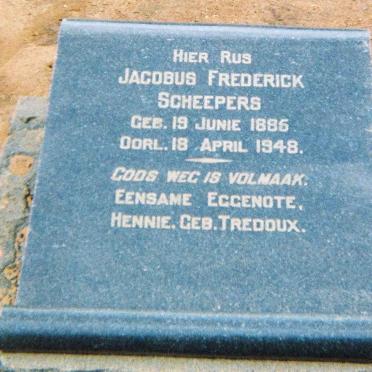 HIER RUS
JACOBUS FREDERICK
SCHEEPERS
GEB. 19 JUNIE 1885
OORL. 18 APRIL 1948.
GODS WEG IS VOLMAAK.
EENSAME EGGENOTE,
HENNIE. GEB. TREDOUX.